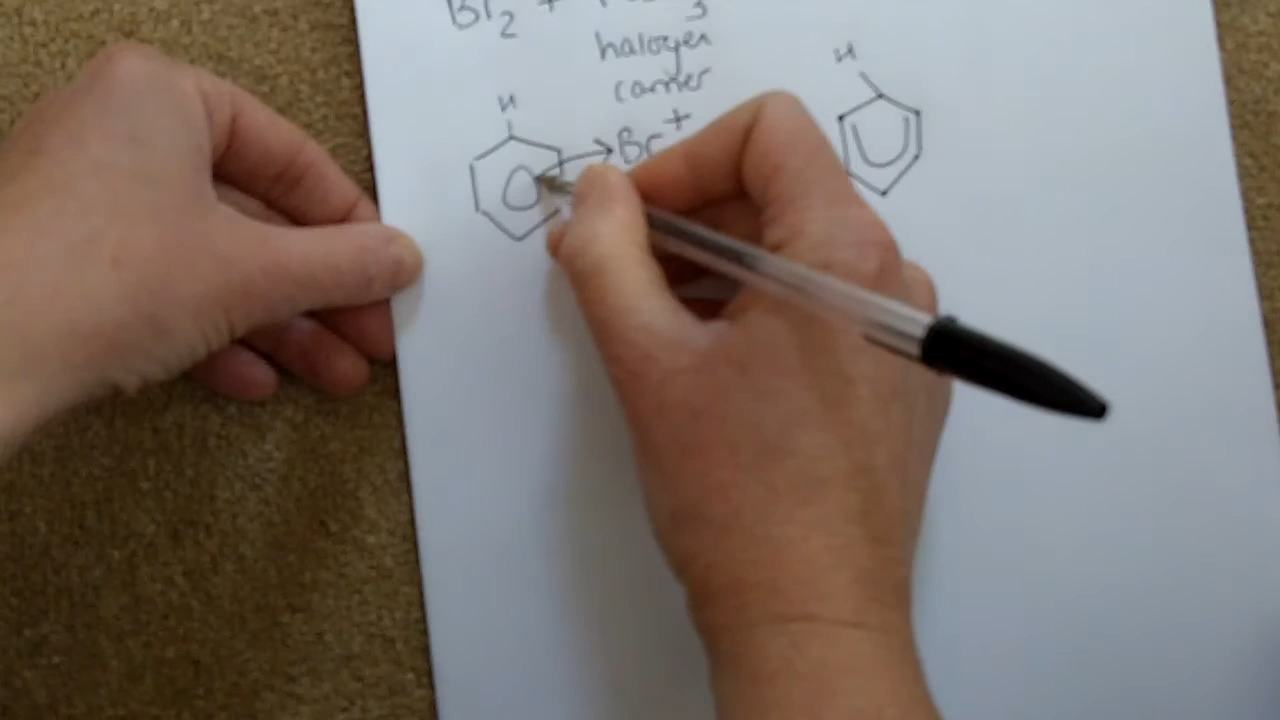 Br2 +
halogen
carrier
H
H
Br+